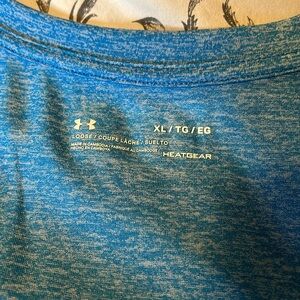 XL / TG / EG
LOOSE / COUPE LÂCHE / SUELTO
MADE IN CAMBODIA / FABRIQUÉ AU CAMBODGE
HECHO EN CAMBOYA
HEATGEAR